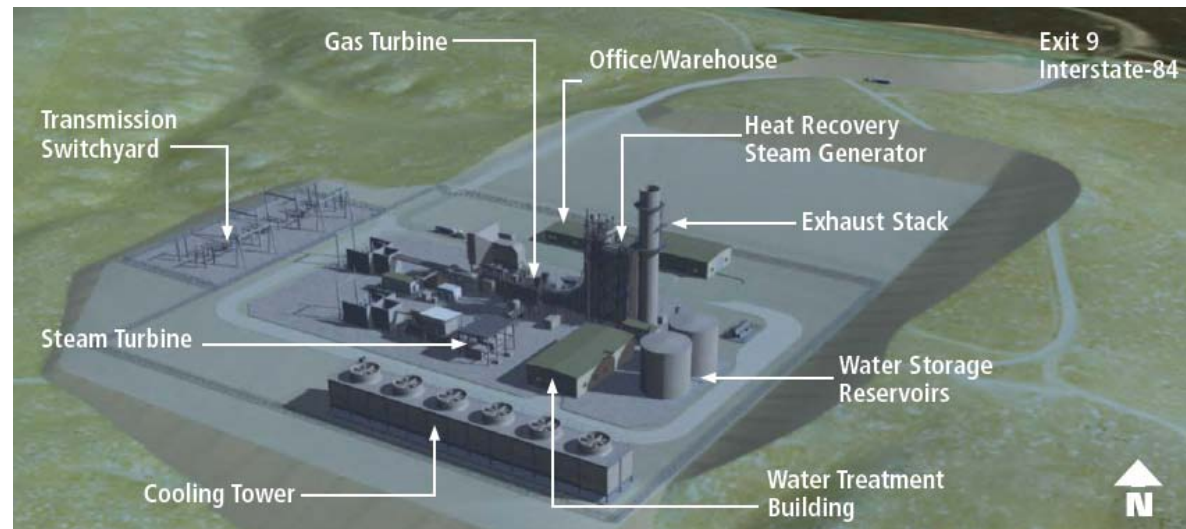 Gas Turbine
Office/Warehouse
Exit 9
Interstate-84
Transmission
Switchyard
Heat Recovery
Steam Generator
Exhaust Stack
Steam Turbine
Water Storage
Reservoirs
Cooling Tower
Water Treatment
Building
N